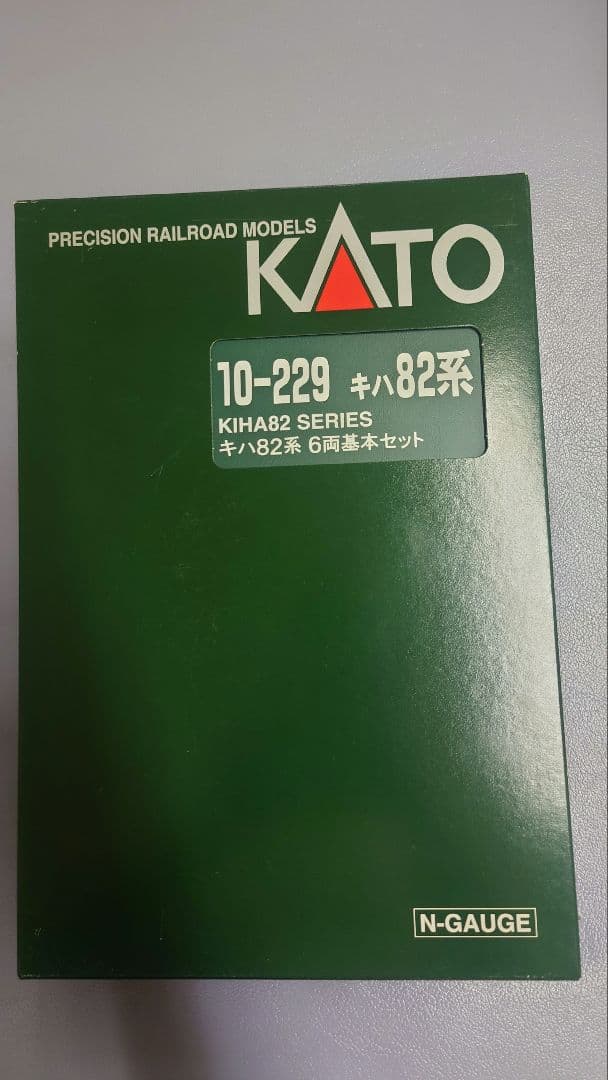 PRECISION RAILROAD MODELS
KATO
10-229 キハ82系
KIHA82 SERIES
キハ82系 6両基本セット
N-GAUGE